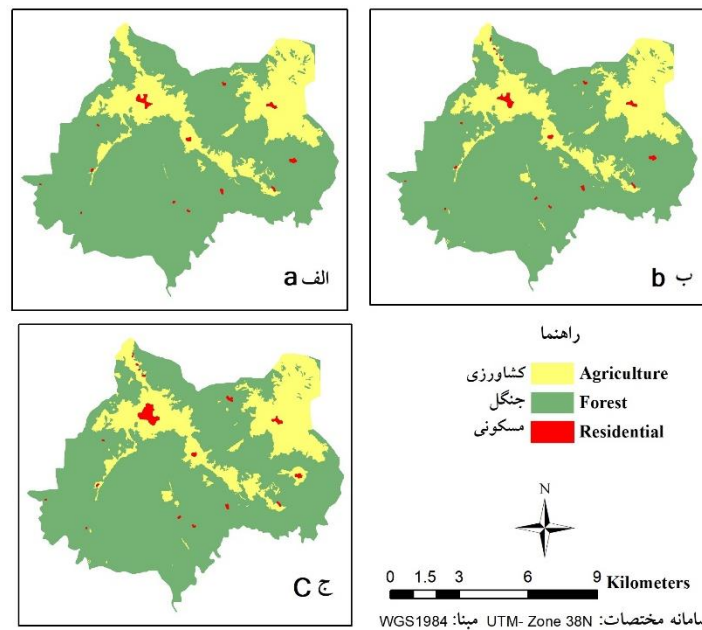 الف a
ب b
ج C
راهنما
کشاورزی Agriculture
جنگل Forest
مسکونی Residential
N
0 1.5 3 6 9 Kilometers
سامانه مختصات: UTM- Zone 38N مبنا: WGS1984